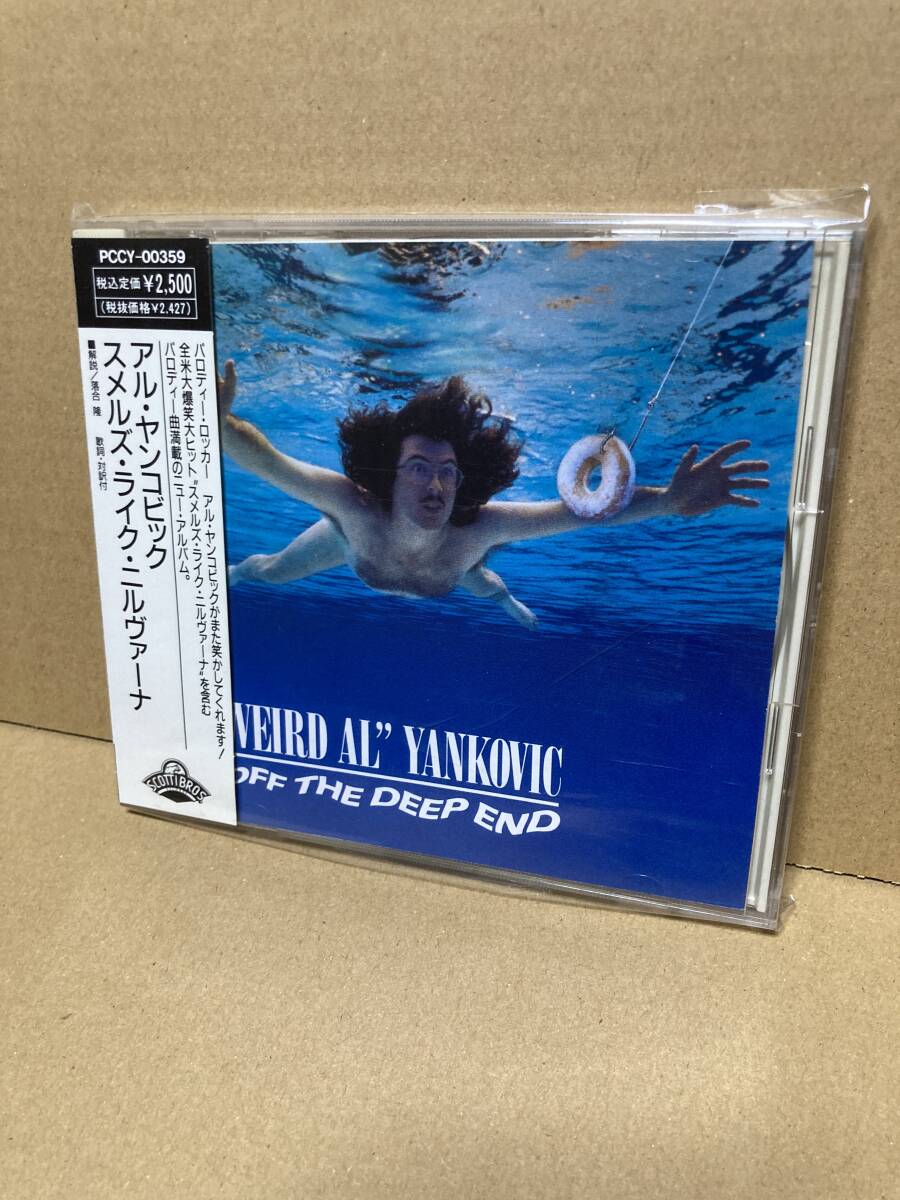 PCCY-00359
税込定価¥2,500
(税抜価格¥2,427)
パロディー・ロッカー アル・ヤンコビックがまた笑かしてくれます!
全米大爆笑大ヒット“スメルズ・ライク・ニルヴァーナ”を含む
パロディー曲満載のニュー・アルバム。
アル・ヤンコビック
スメルズ・ライク・ニルヴァーナ
■解説/落合 隆 歌詞・対訳付
SCOTTI BROS
WEIRD AL” YANKOVIC
OFF THE DEEP END